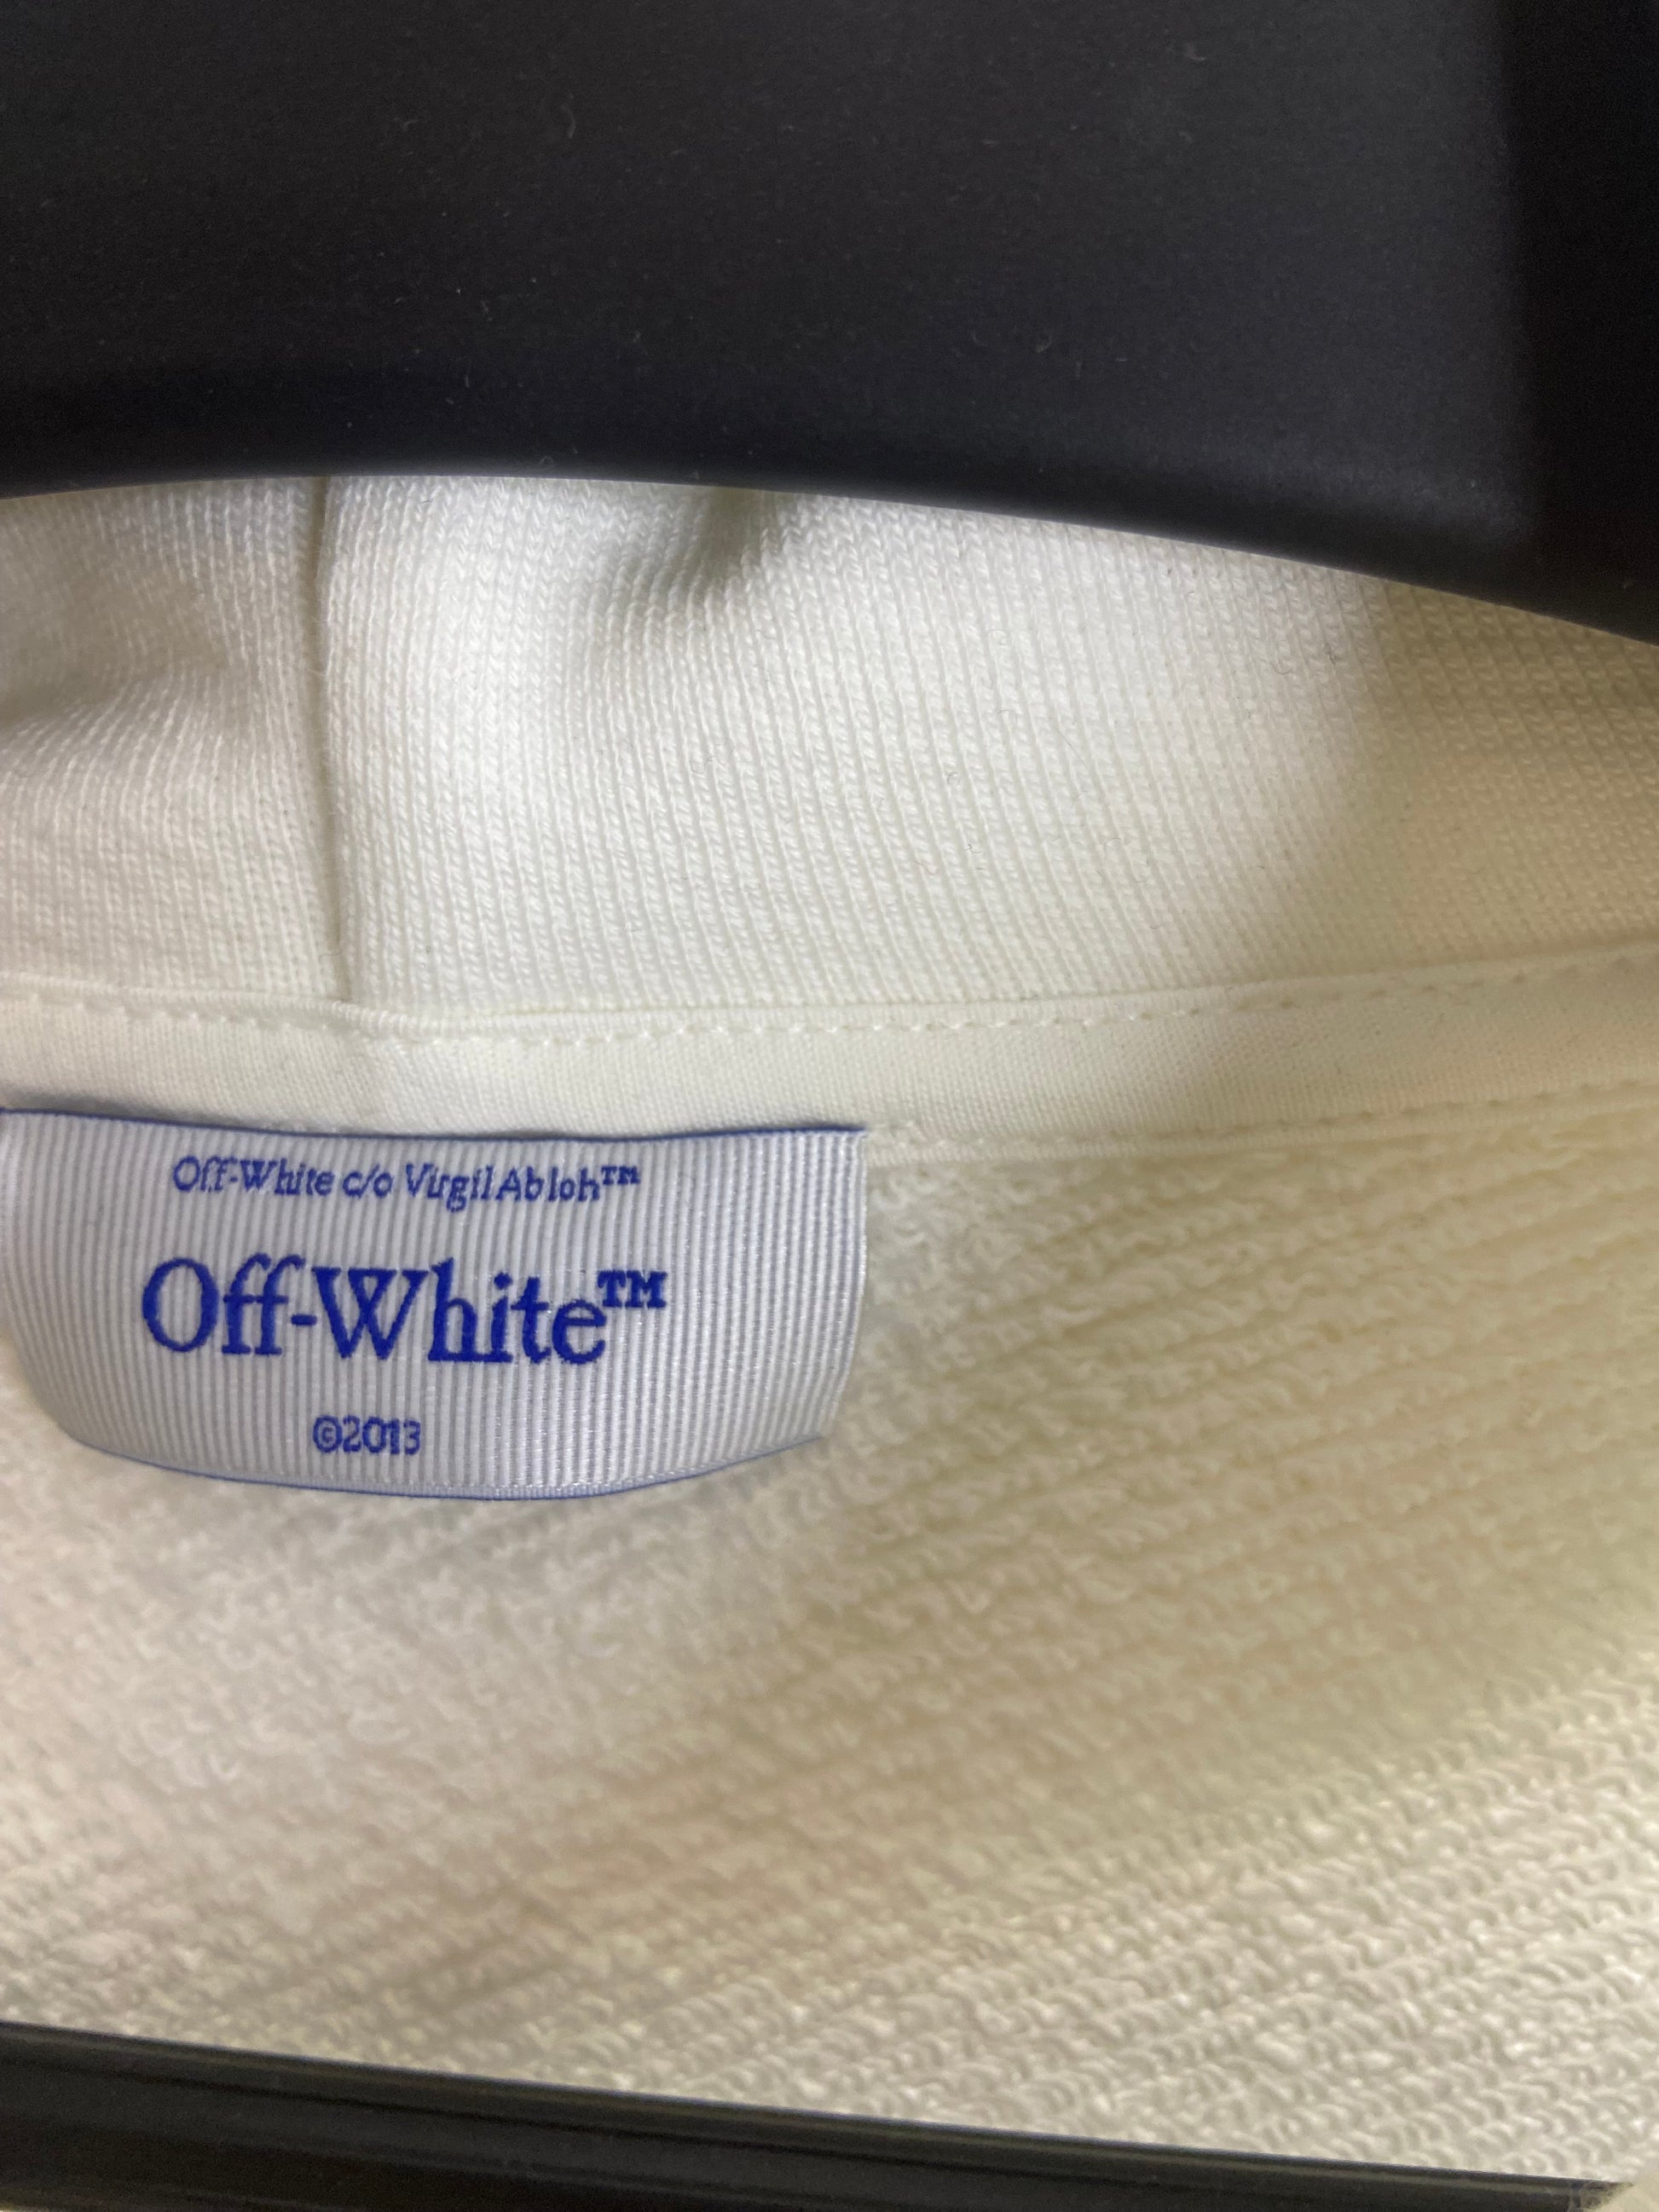 Off-White c/o Virgil Abloh™
Off-White™
©2013